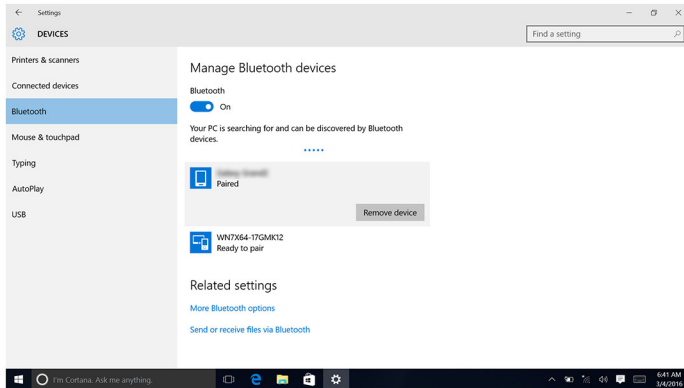 Settings
DEVICES
Find a setting
Printers & scanners
Connected devices
Bluetooth
Mouse & touchpad
Typing
AutoPlay
USB
Manage Bluetooth devices
Bluetooth
On
Your PC is searching for and can be discovered by Bluetooth
devices.
Paired
Remove device
WN7X64-17GMK12
Ready to pair
Related settings
More Bluetooth options
Send or receive files via Bluetooth
I'm Cortana. Ask me anything.
6:41 AM
3/4/2016